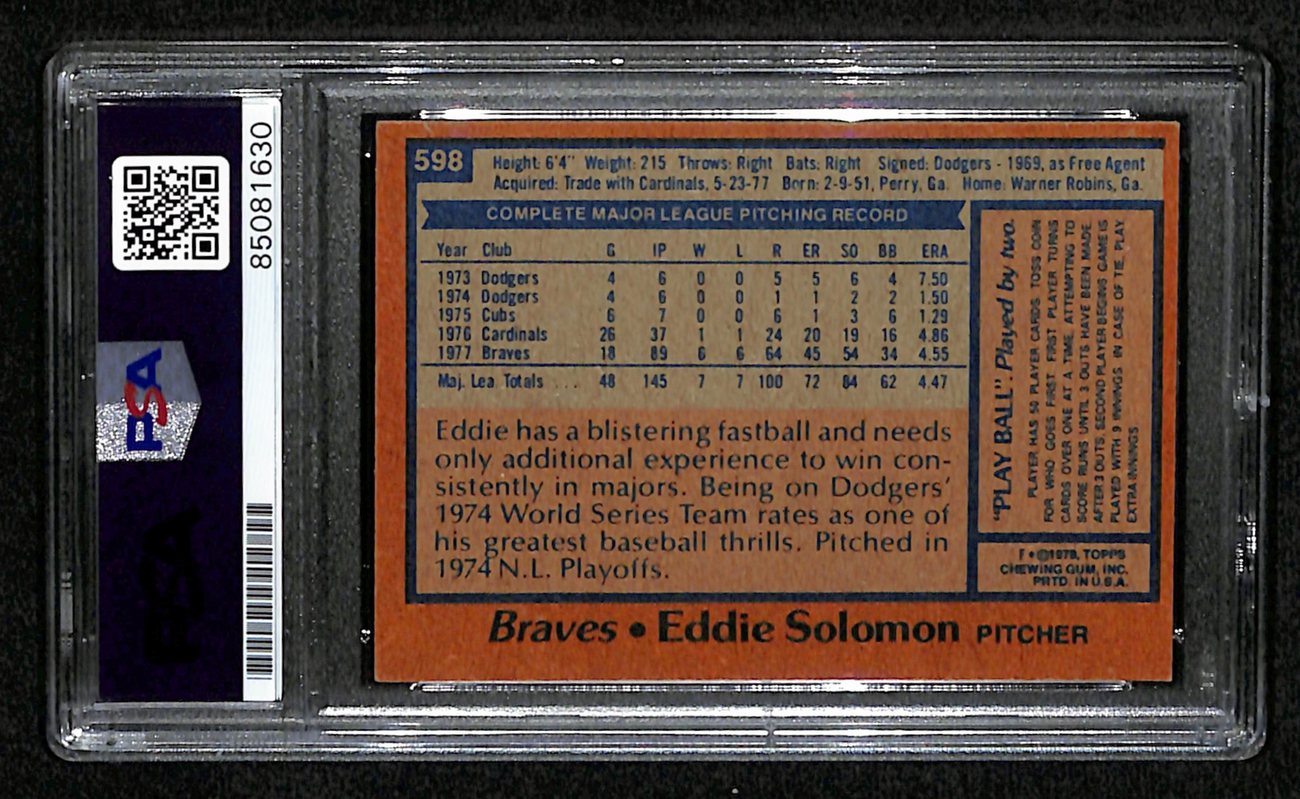 85081630
PSA
PSA
598
Height: 6'4" Weight: 215 Throws: Right Bats: Right Signed: Dodgers - 1969, as Free Agent
Acquired: Trade with Cardinals, 5-23-77 Born: 2-9-51, Perry, Ga. Home: Warner Robins, Ga.
COMPLETE MAJOR LEAGUE PITCHING RECORD
Year Club G IP W L R ER SO BB ERA
1973 Dodgers 4 6 0 0 5 5 6 4 7.50
1974 Dodgers 4 6 0 0 1 1 2 2 1.50
1975 Cubs 6 7 0 0 6 1 3 6 1.29
1976 Cardinals 26 37 1 1 24 20 19 16 4.86
1977 Braves 18 89 6 6 64 45 54 34 4.55
Maj. Lea. Totals .... 48 145 7 7 100 72 84 62 4.47
Eddie has a blistering fastball and needs
only additional experience to win con-
sistently in majors. Being on Dodgers'
1974 World Series Team rates as one of
his greatest baseball thrills. Pitched in
1974 N.L. Playoffs.
"PLAY BALL". Played by two.
PLAYER HAS 50 PLAYER CARDS. TOSS COIN
FOR WHO GOES FIRST. FIRST PLAYER TURNS
CARDS OVER ONE AT A TIME, ATTEMPTING TO
SCORE RUNS UNTIL 3 OUTS HAVE BEEN MADE.
AFTER 3 OUTS, SECOND PLAYER BEGINS. GAME IS
PLAYED WITH 9 INNINGS. IN CASE OF TIE, PLAY
EXTRA-INNINGS
F * ©1978, TOPPS
CHEWING GUM, INC.
PRTD. IN U.S.A.
Braves • Eddie Solomon PITCHER